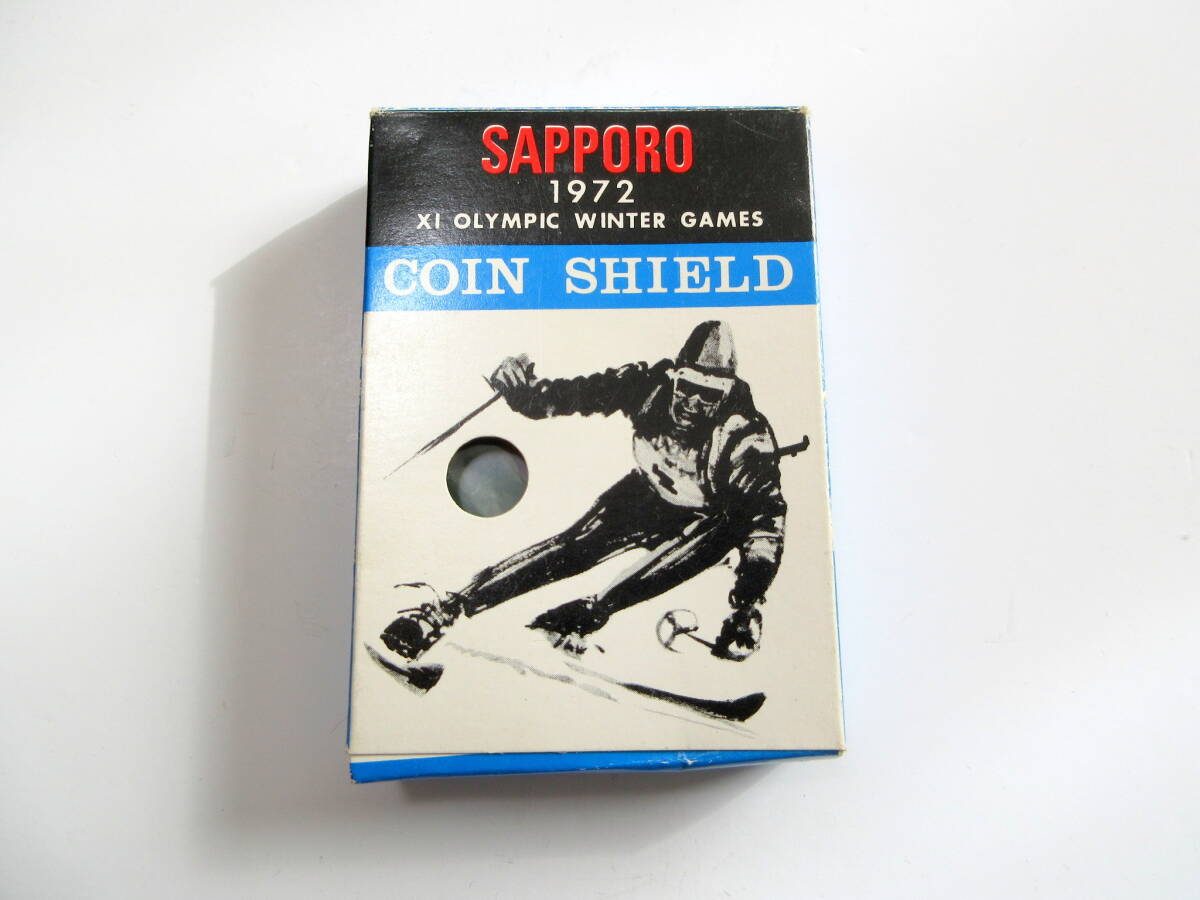 SAPPORO
1972
XI OLYMPIC WINTER GAMES
COIN SHIELD